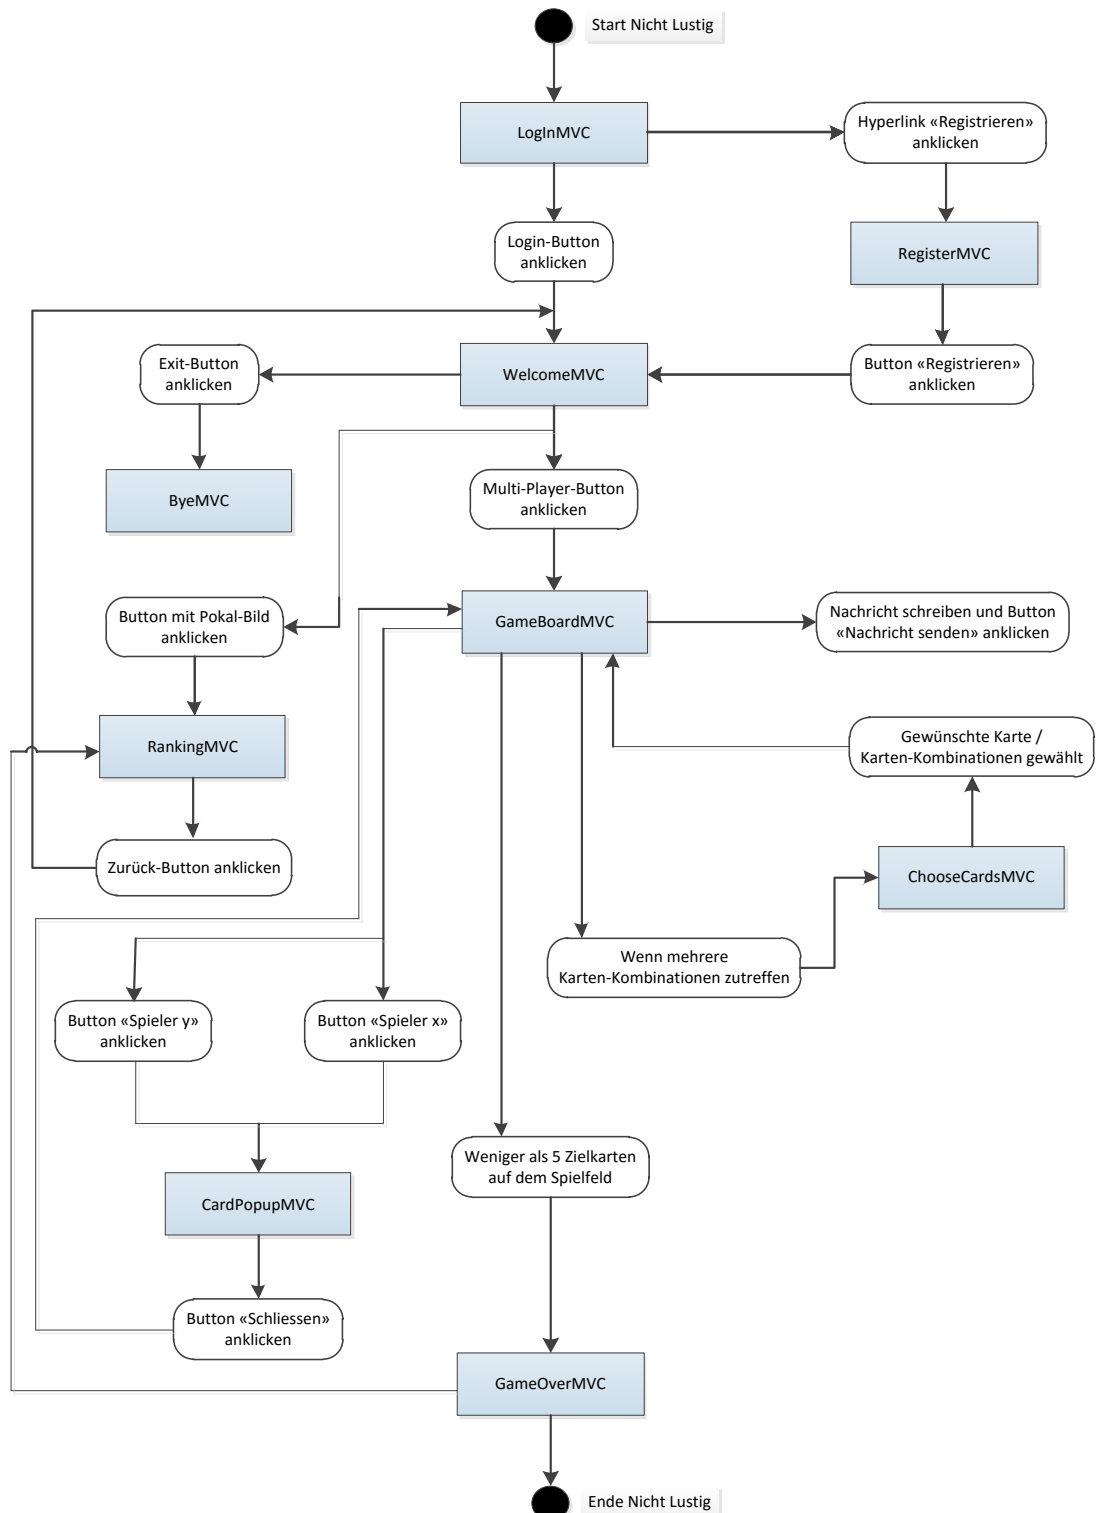 Start Nicht Lustig
LogInMVC
Hyperlink «Registrieren»
anklicken
Login-Button
anklicken
RegisterMVC
Exit-Button
anklicken
WelcomeMVC
Button «Registrieren»
anklicken
ByeMVC
Multi-Player-Button
anklicken
Button mit Pokal-Bild
anklicken
GameBoardMVC
Nachricht schreiben und Button
«Nachricht senden» anklicken
RankingMVC
Gewünschte Karte /
Karten-Kombinationen gewählt
Zurück-Button anklicken
ChooseCardsMVC
Wenn mehrere
Karten-Kombinationen zutreffen
Button «Spieler y»
anklicken
Button «Spieler x»
anklicken
Weniger als 5 Zielkarten
auf dem Spielfeld
CardPopupMVC
Button «Schliessen»
anklicken
GameOverMVC
Ende Nicht Lustig